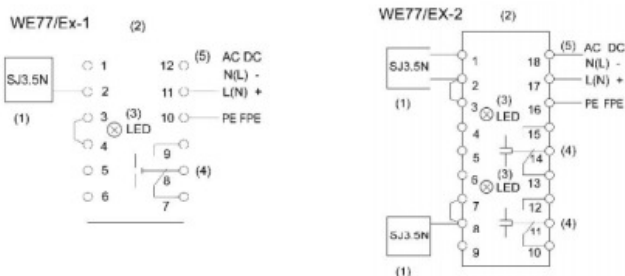 WE77/Ex-1 (2)
(5) AC DC
1 12
N(L) -
SJ3.5N
2 11 L(N) +
(1)
3 (3) 10 PE FPE
LED
4 9
5 8 (4)
6 7
WE77/EX-2 (2)
(5) AC DC
1 18
N(L) -
SJ3.5N
2 17 L(N) +
(1)
3 (3) 16 PE FPE
LED
4 15
5 14 (4)
6 (3) 13
LED
7 12
SJ3.5N
8 11 (4)
9 10
(1)